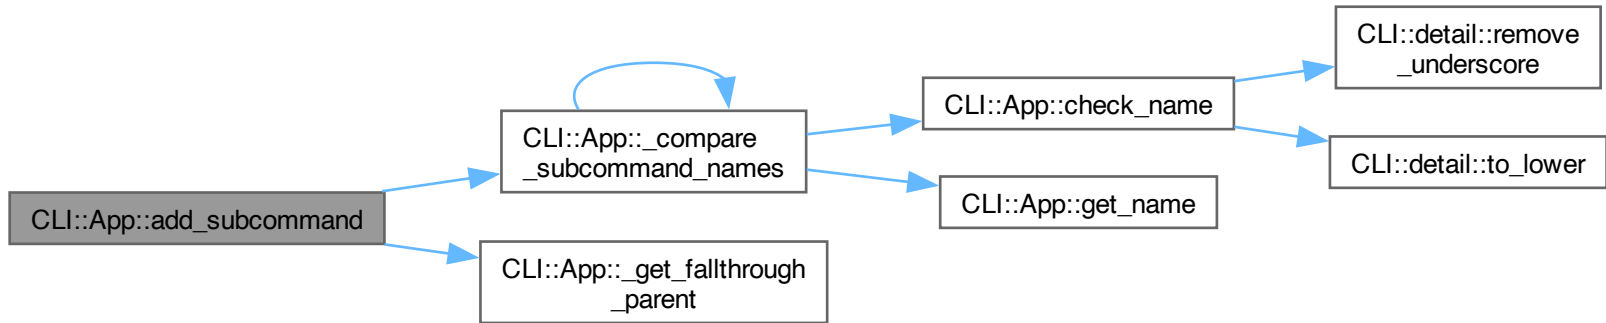 CLI::App::add_subcommand
CLI::App::_compare
_subcommand_names
CLI::App::_get_fallthrough
_parent
CLI::App::check_name
CLI::App::get_name
CLI::detail::remove
_underscore
CLI::detail::to_lower